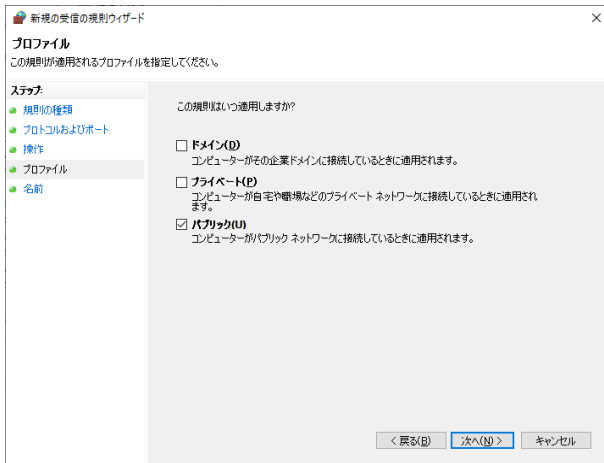 新規の受信の規則ウィザード
プロファイル
この規則が適用されるプロファイルを指定してください。
ステップ:
規則の種類
プロトコルおよびポート
操作
プロファイル
名前
この規則はいつ適用しますか?
ドメイン(D)
コンピューターがその企業ドメインに接続しているときに適用されます。
プライベート(P)
コンピューターが自宅や職場などのプライベート ネットワークに接続しているときに適用され
ます。
パブリック(U)
コンピューターがパブリック ネットワークに接続しているときに適用されます。
< 戻る(B)
次へ(N) >
キャンセル